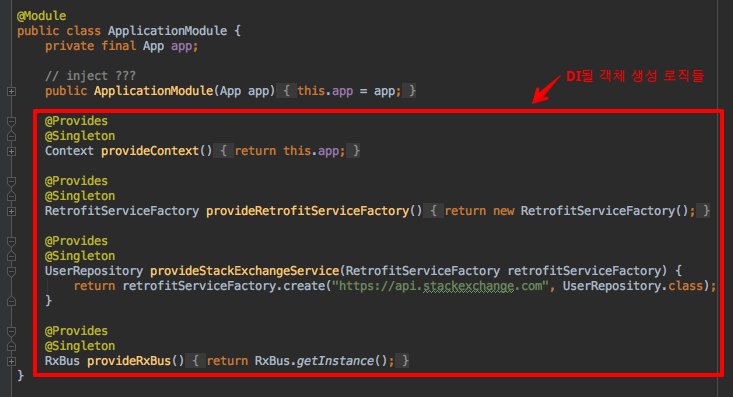 @Module
public class ApplicationModule {
    private final App app;
    // inject ???
    public ApplicationModule(App app) { this.app = app; }
DI될 객체 생성 로직들
    @Provides
    @Singleton
    Context provideContext() { return this.app; }
    @Provides
    @Singleton
    RetrofitServiceFactory provideRetrofitServiceFactory() { return new RetrofitServiceFactory(); }
    @Provides
    @Singleton
    UserRepository provideStackExchangeService(RetrofitServiceFactory retrofitServiceFactory) {
        return retrofitServiceFactory.create("https://api.stackexchange.com", UserRepository.class);
    }
    @Provides
    @Singleton
    RxBus provideRxBus() { return RxBus.getInstance(); }
}